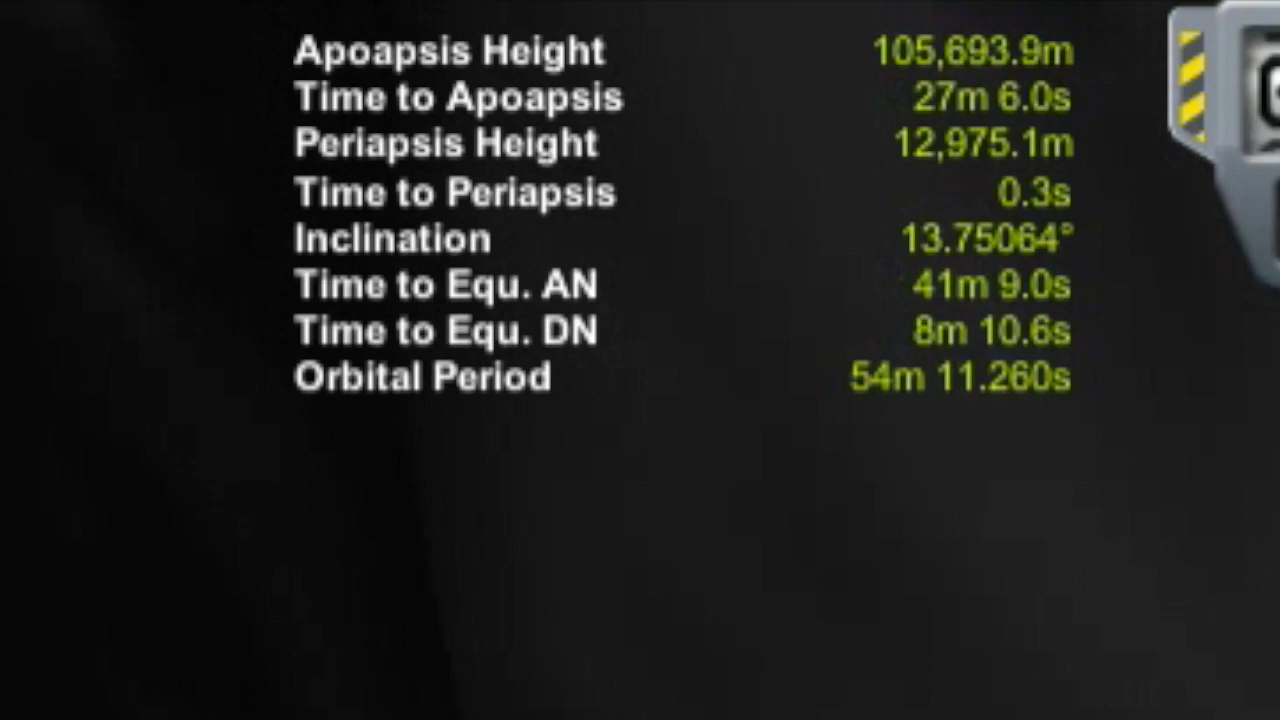 Apoapsis Height 105,693.9m
Time to Apoapsis 27m 6.0s
Periapsis Height 12,975.1m
Time to Periapsis 0.3s
Inclination 13.75064°
Time to Equ. AN 41m 9.0s
Time to Equ. DN 8m 10.6s
Orbital Period 54m 11.260s